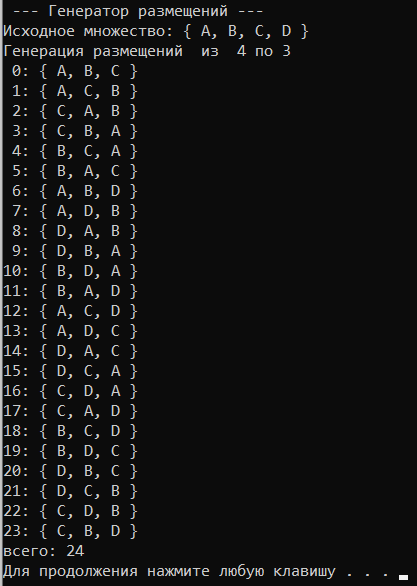 --- Генератор размещений ---
Исходное множество: { A, B, C, D }
Генерация размещений  из  4 по 3
 0: { A, B, C }
 1: { A, C, B }
 2: { C, A, B }
 3: { C, B, A }
 4: { B, C, A }
 5: { B, A, C }
 6: { A, B, D }
 7: { A, D, B }
 8: { D, A, B }
 9: { D, B, A }
10: { B, D, A }
11: { B, A, D }
12: { A, C, D }
13: { A, D, C }
14: { D, A, C }
15: { D, C, A }
16: { C, D, A }
17: { C, A, D }
18: { B, C, D }
19: { B, D, C }
20: { D, B, C }
21: { D, C, B }
22: { C, D, B }
23: { C, B, D }
всего: 24
Для продолжения нажмите любую клавишу . . .